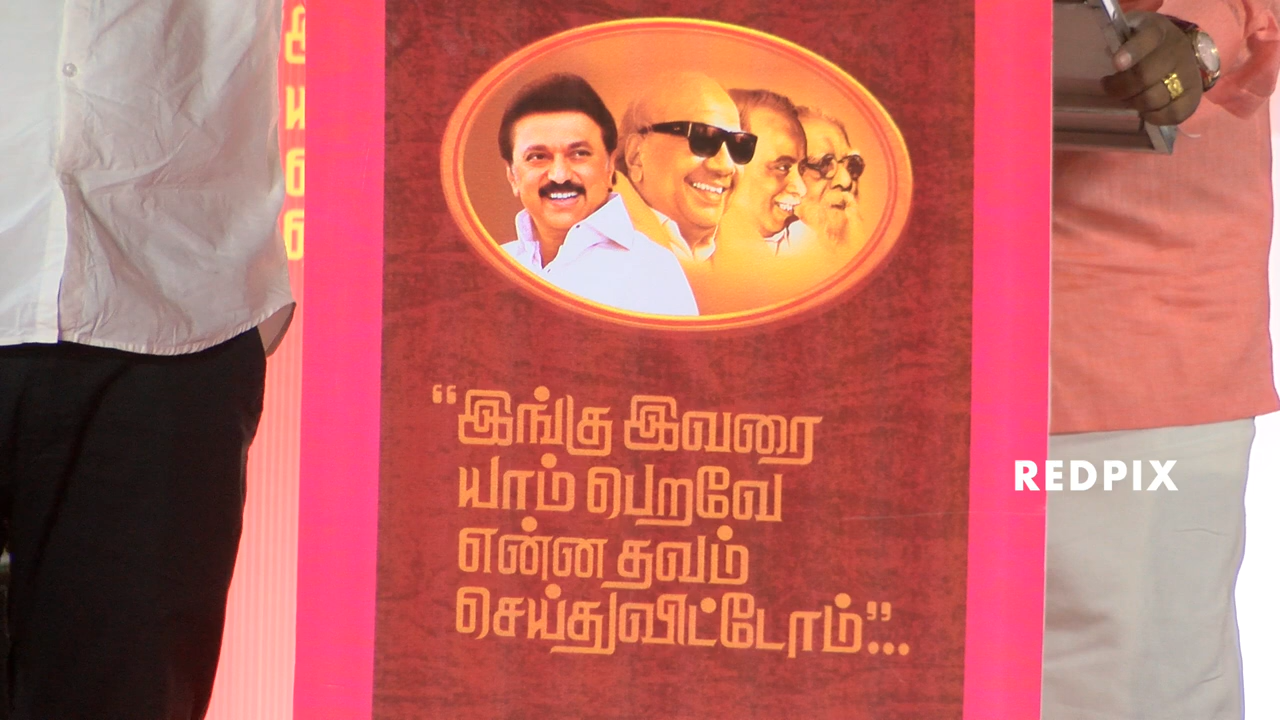 “இங்கு இவரை
யாம் பெறவே
என்ன தவம்
செய்துவிட்டோம்”...
REDPIX